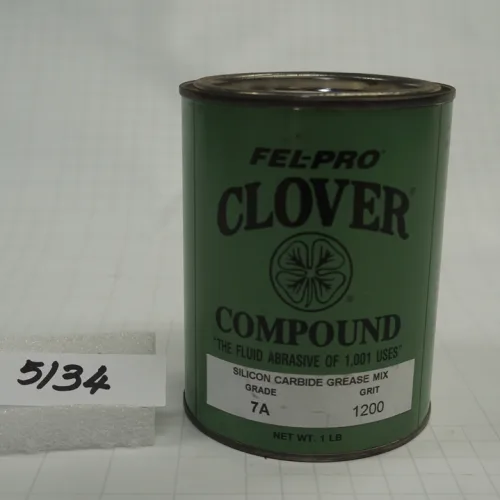 FEL-PRO®
CLOVER®
®
COMPOUND
"THE FLUID ABRASIVE OF 1,001 USES"
SILICON CARBIDE GREASE MIX
GRADE GRIT
7A 1200
NET WT. 1 LB
5134